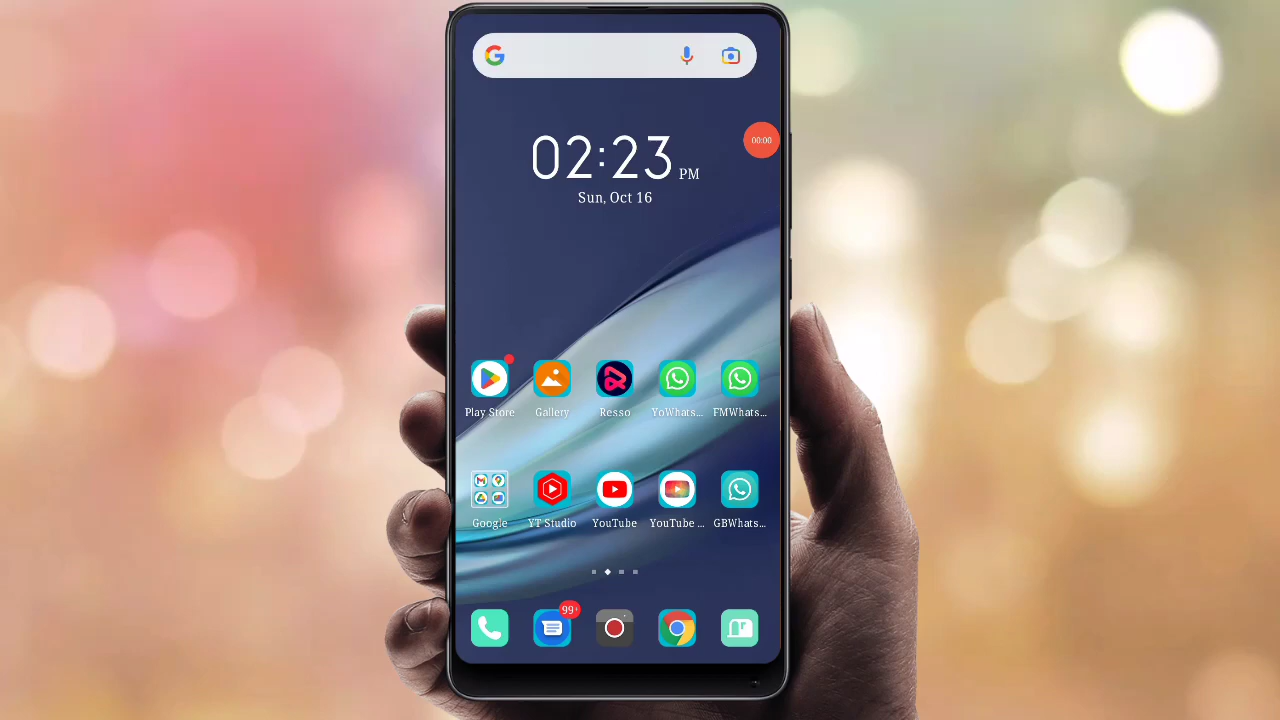 02:23 PM
00:00
Sun, Oct 16
Play Store
Gallery
Resso
YoWhats...
FMWhats...
Google
YT Studio
YouTube
YouTube ...
GBWhats...
99+